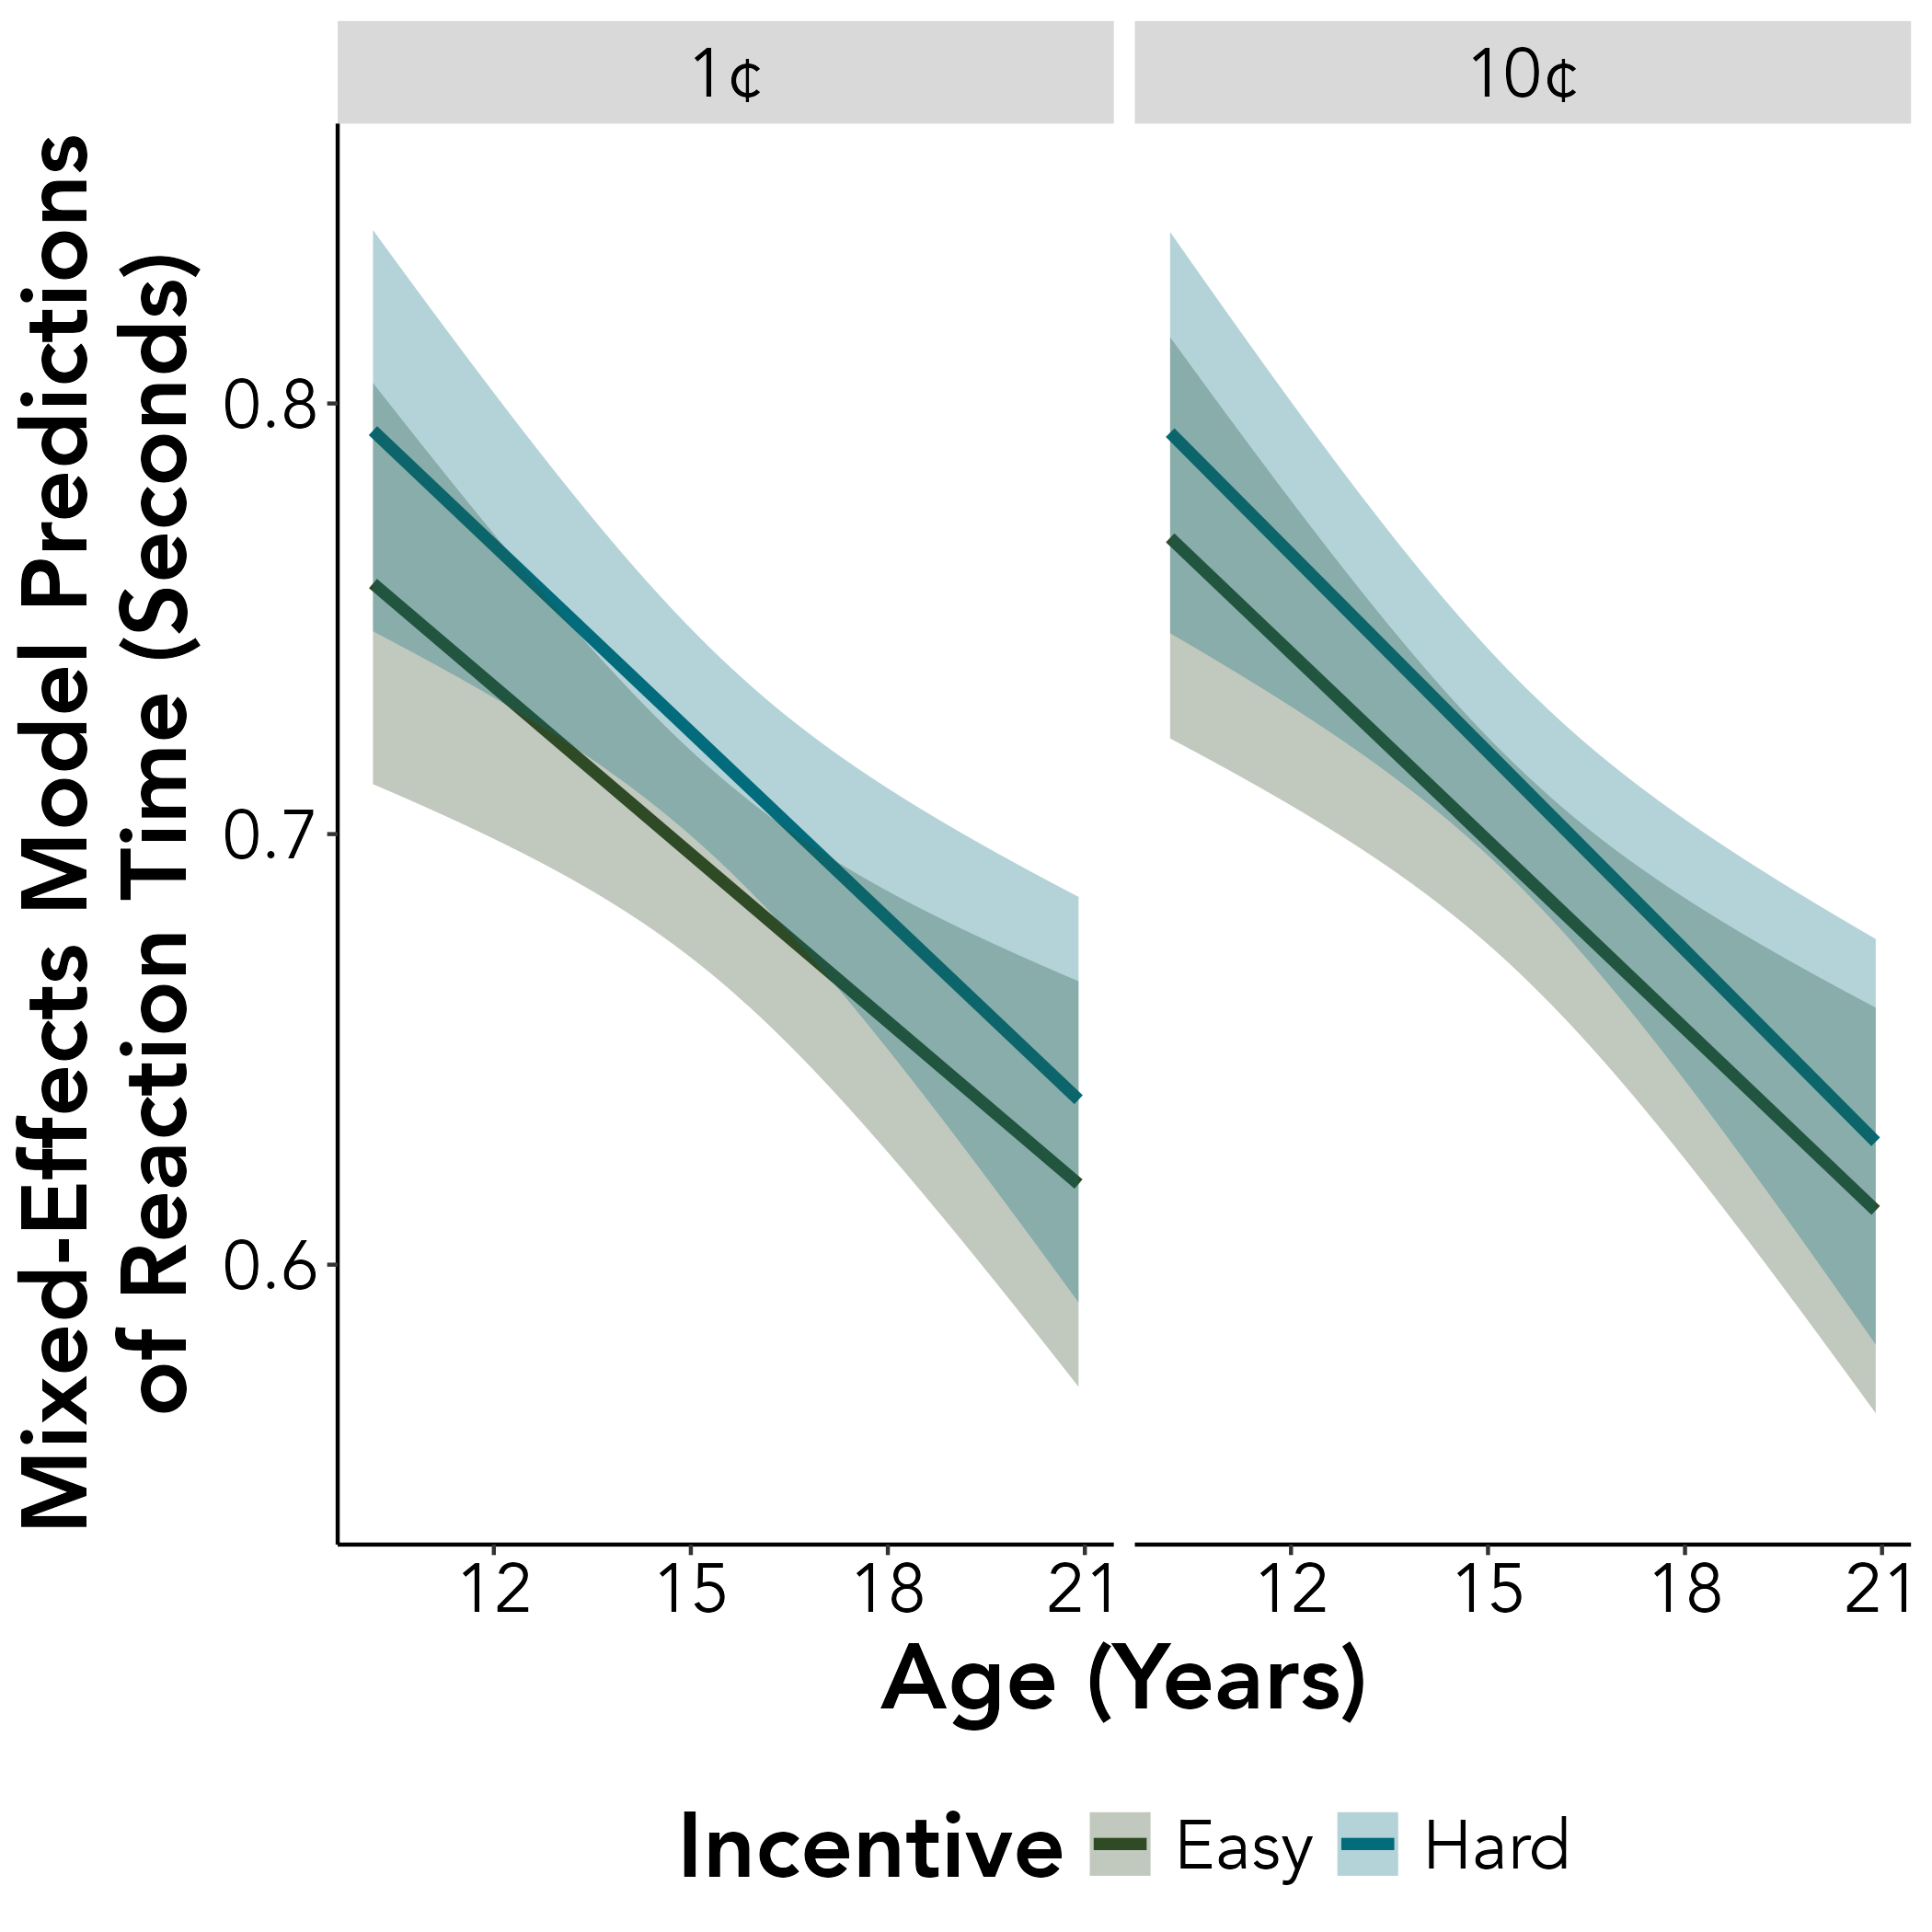 1¢
10¢
Mixed-Effects Model Predictions
of Reaction Time (Seconds)
0.8
0.7
0.6
12 15 18 21
12 15 18 21
Age (Years)
Incentive Easy Hard